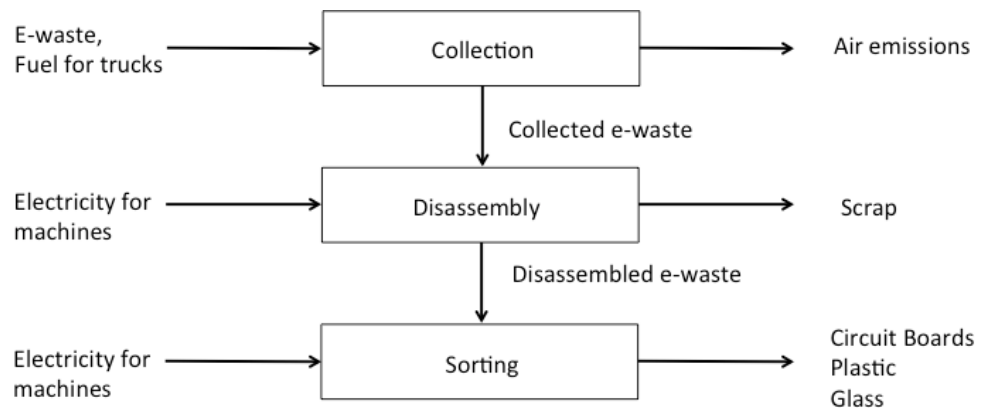 E-waste,
Fuel for trucks
Collection
Air emissions
Collected e-waste
Electricity for
machines
Disassembly
Scrap
Disassembled e-waste
Electricity for
machines
Sorting
Circuit Boards
Plastic
Glass